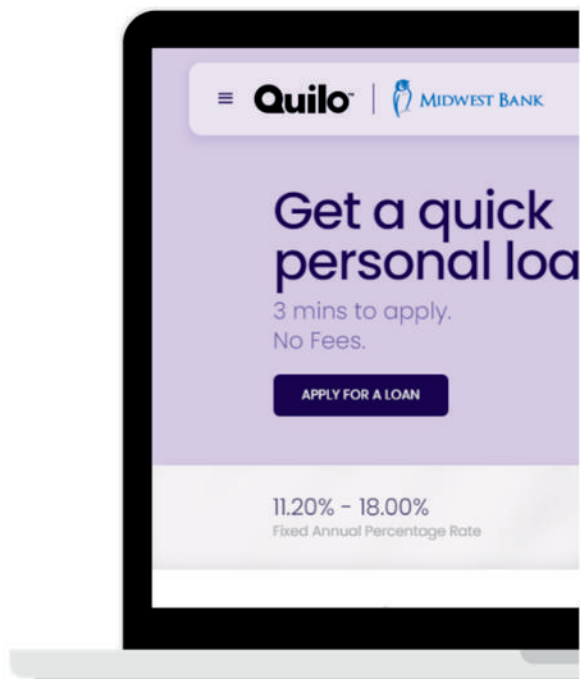 Quilo™ | MIDWEST BANK
Get a quick
personal loa
3 mins to apply.
No Fees.
APPLY FOR A LOAN
11.20% - 18.00%
Fixed Annual Percentage Rate